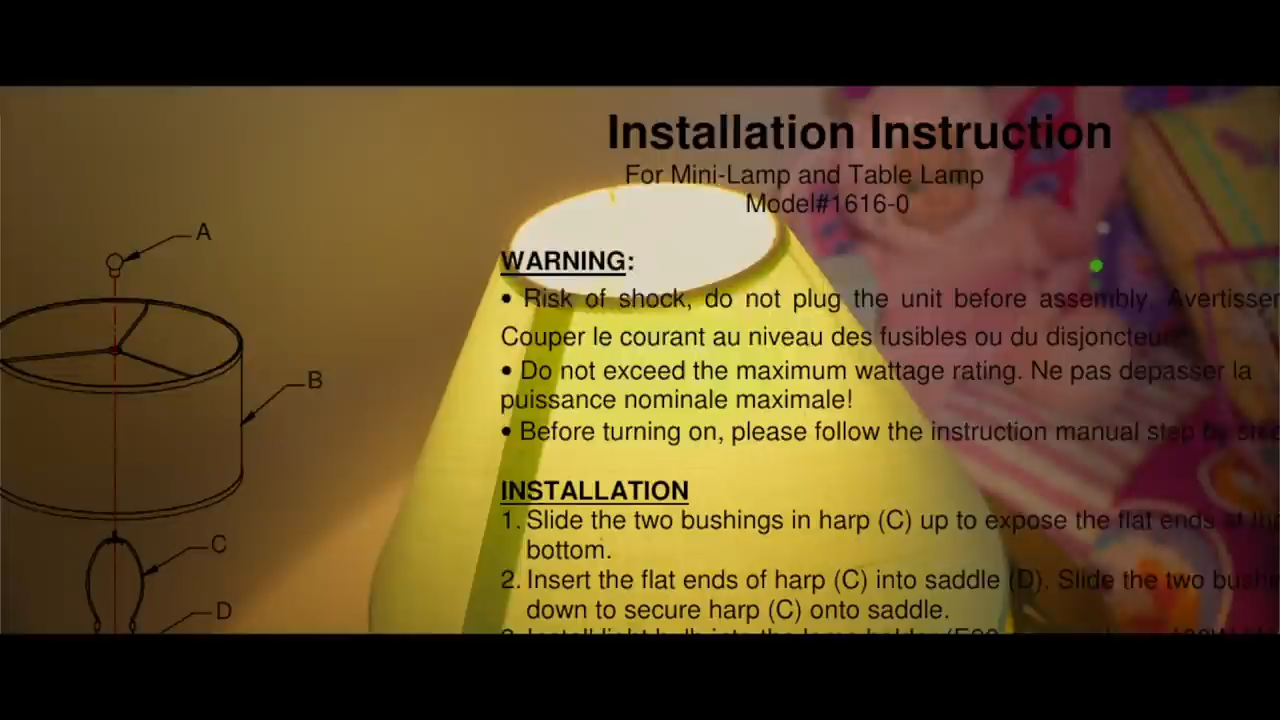 Installation Instruction
For Mini-Lamp and Table Lamp
Model#1616-0
A
WARNING:
• Risk of shock, do not plug the unit before assembly.
Couper le courant au niveau des fusibles ou du disjoncteur
B
• Do not exceed the maximum wattage rating. Ne pas depasser la
puissance nominale maximale!
• Before turning on, please follow the instruction manual step by
INSTALLATION
1. Slide the two bushings in harp (C) up to expose the flat ends at
C
bottom.
2. Insert the flat ends of harp (C) into saddle (D). Slide the two
D
down to secure harp (C) onto saddle.